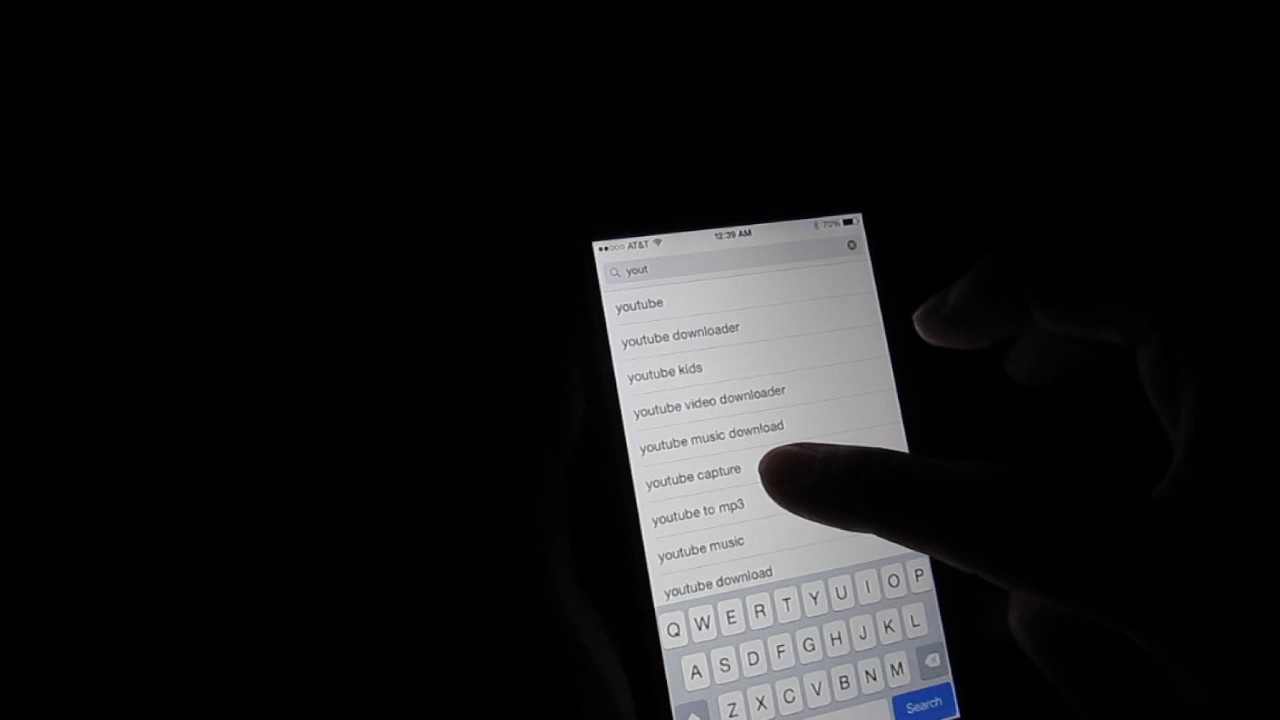 AT&T 12:39 AM 70%
yout
youtube
youtube downloader
youtube kids
youtube video downloader
youtube music download
youtube capture
youtube to mp3
youtube music
youtube download
Q W E R T Y U I O P
A S D F G H J K L
Z X C V B N M
Search